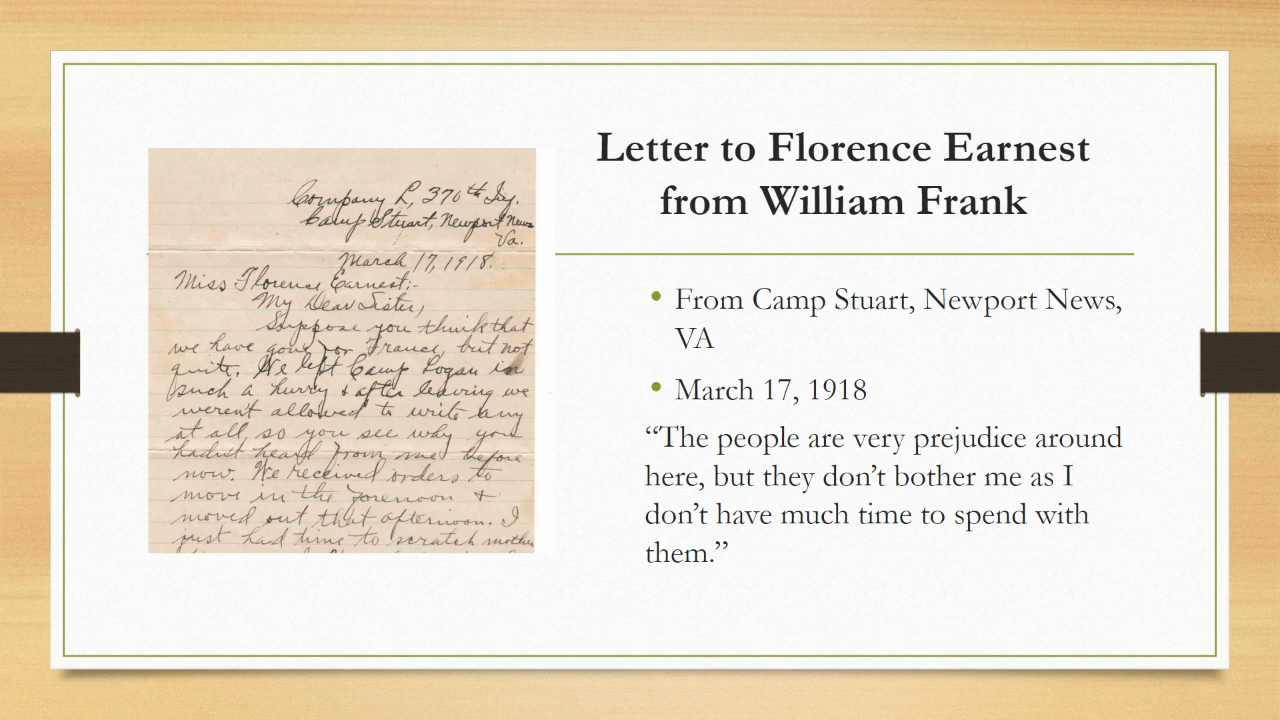 Company L, 370th Inf.
Camp Stuart, Newport News
Va.
March 17, 1918.
Miss Florence Earnest;-
My Dear Sister,
Suppose you think that
we have gone for France, but not
quite. We left Camp Logan in
such a hurry & after leaving we
weren't allowed to write any
at all, so you see why you
hadn't heard from me before
now. We received orders to
move in the forenoon &
moved out that afternoon. I
just had time to scratch mother
Letter to Florence Earnest
from William Frank
• From Camp Stuart, Newport News,
VA
• March 17, 1918
“The people are very prejudice around
here, but they don’t bother me as I
don’t have much time to spend with
them.”